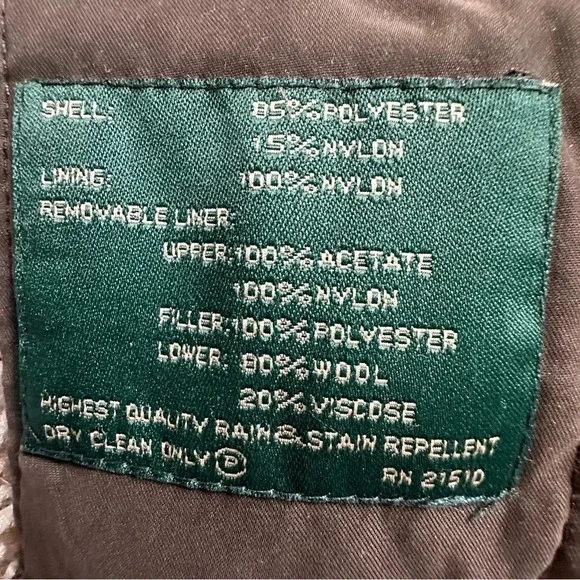 SHELL: 85% POLYESTER
15% NYLON
LINING: 100% NYLON
REMOVABLE LINER:
UPPER: 100% ACETATE
100% NYLON
FILLER: 100% POLYESTER
LOWER: 80% WOOL
20% VISCOSE
HIGHEST QUALITY RAIN & STAIN REPELLENT
DRY CLEAN ONLY Ⓟ
RN 21510